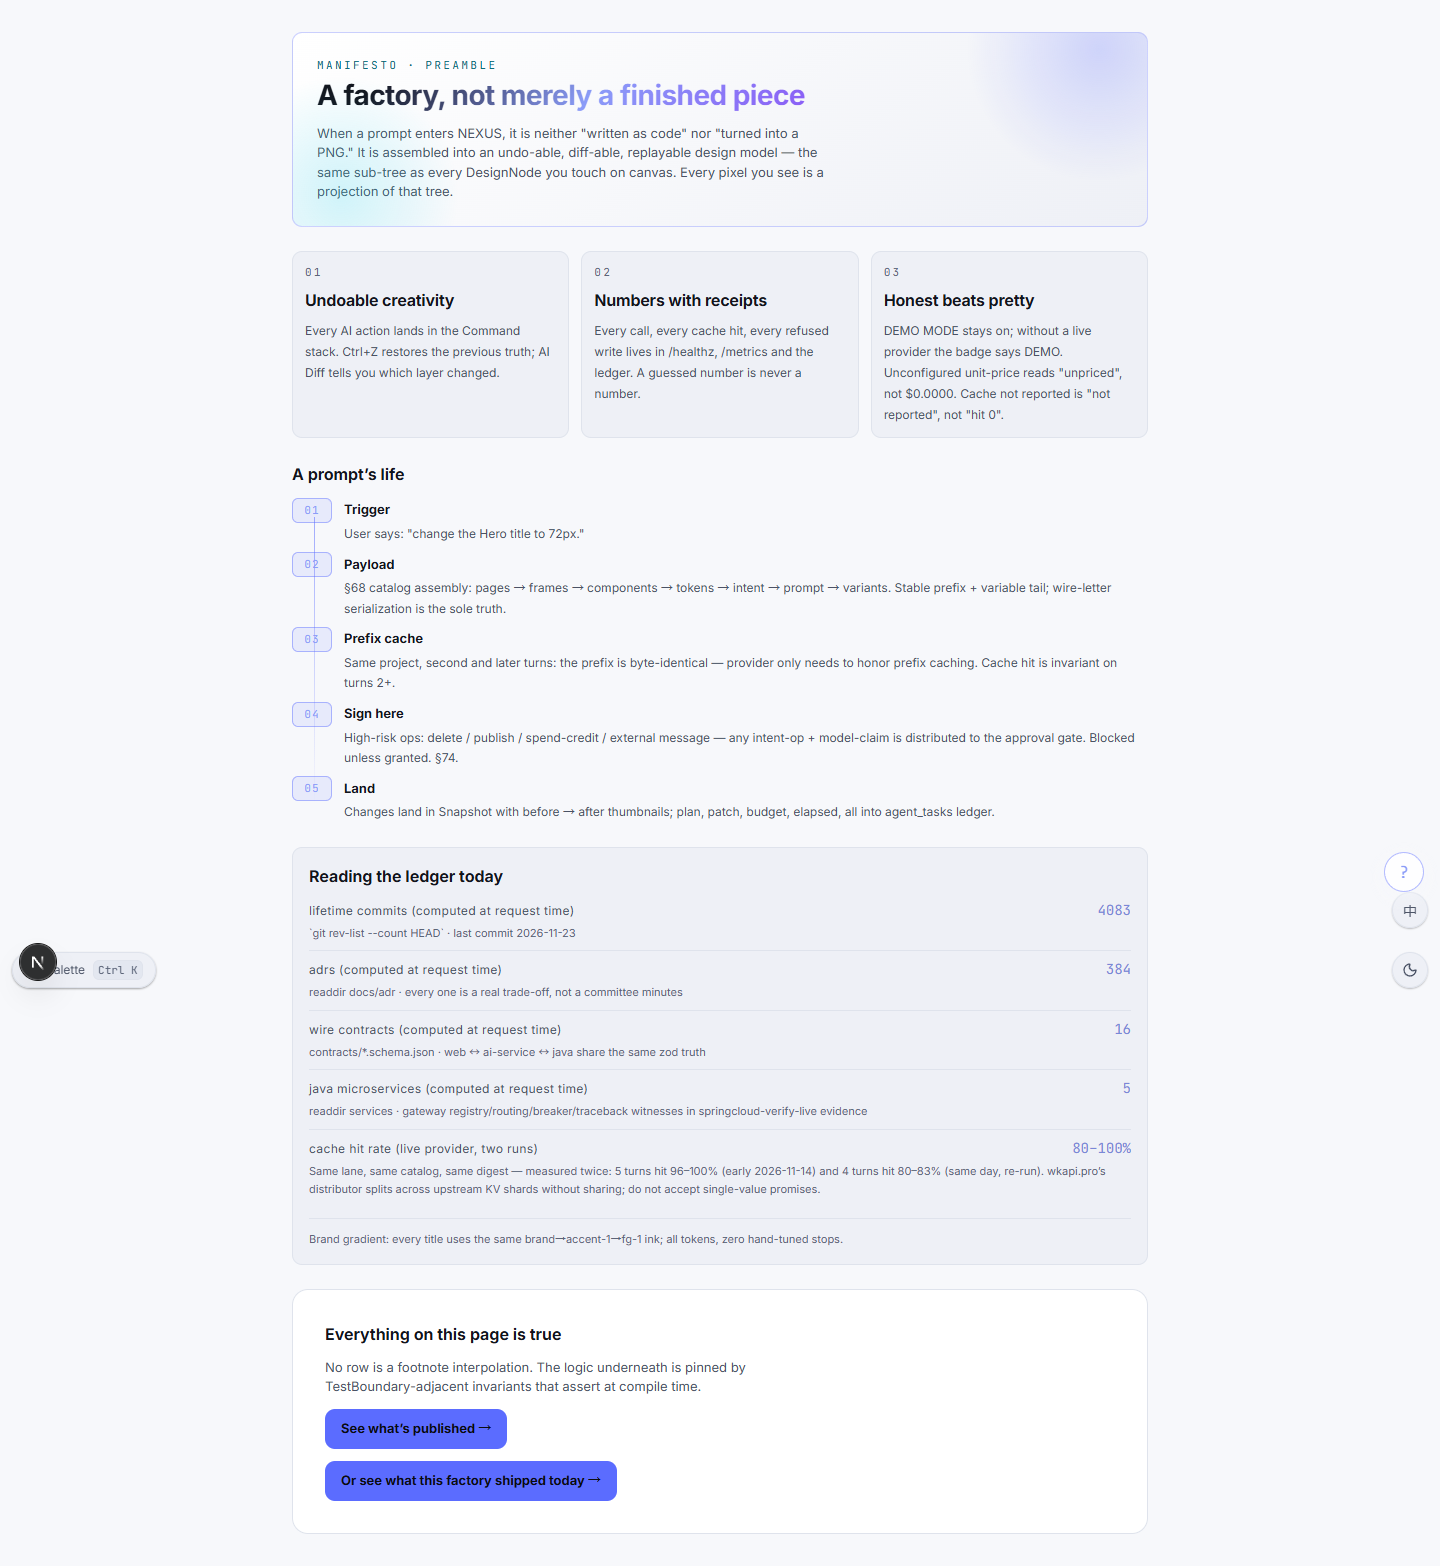 MANIFESTO · PREAMBLE
A factory, not merely a finished piece
When a prompt enters NEXUS, it is neither "written as code" nor "turned into a
PNG." It is assembled into an undo-able, diff-able, replayable design model — the
same sub-tree as every DesignNode you touch on canvas. Every pixel you see is a
projection of that tree.
01
Undoable creativity
Every AI action lands in the Command
stack. Ctrl+Z restores the previous truth; AI
Diff tells you which layer changed.
02
Numbers with receipts
Every call, every cache hit, every refused
write lives in /healthz, /metrics and the
ledger. A guessed number is never a
number.
03
Honest beats pretty
DEMO MODE stays on; without a live
provider the badge says DEMO.
Unconfigured unit-price reads "unpriced",
not $0.0000. Cache not reported is "not
reported", not "hit 0".
A prompt’s life
01
Trigger
User says: "change the Hero title to 72px."
02
Payload
§68 catalog assembly: pages → frames → components → tokens → intent → prompt → variants. Stable prefix + variable tail; wire-letter
serialization is the sole truth.
03
Prefix cache
Same project, second and later turns: the prefix is byte-identical — provider only needs to honor prefix caching. Cache hit is invariant on
turns 2+.
04
Sign here
High-risk ops: delete / publish / spend-credit / external message — any intent-op + model-claim is distributed to the approval gate. Blocked
unless granted. §74.
05
Land
Changes land in Snapshot with before → after thumbnails; plan, patch, budget, elapsed, all into agent_tasks ledger.
Reading the ledger today
lifetime commits (computed at request time) 4083
`git rev-list --count HEAD` · last commit 2026-11-23
adrs (computed at request time) 384
readdir docs/adr · every one is a real trade-off, not a committee minutes
wire contracts (computed at request time) 16
contracts/*.schema.json · web ↔ ai-service ↔ java share the same zod truth
java microservices (computed at request time) 5
readdir services · gateway registry/routing/breaker/traceback witnesses in springcloud-verify-live evidence
cache hit rate (live provider, two runs) 80–100%
Same lane, same catalog, same digest — measured twice: 5 turns hit 96–100% (early 2026-11-14) and 4 turns hit 80–83% (same day, re-run). wkapi.pro’s
distributor splits across upstream KV shards without sharing; do not accept single-value promises.
Brand gradient: every title uses the same brand→accent-1→fg-1 ink; all tokens, zero hand-tuned stops.
Everything on this page is true
No row is a footnote interpolation. The logic underneath is pinned by
TestBoundary-adjacent invariants that assert at compile time.
See what’s published →
Or see what this factory shipped today →
?
中
N alette Ctrl K